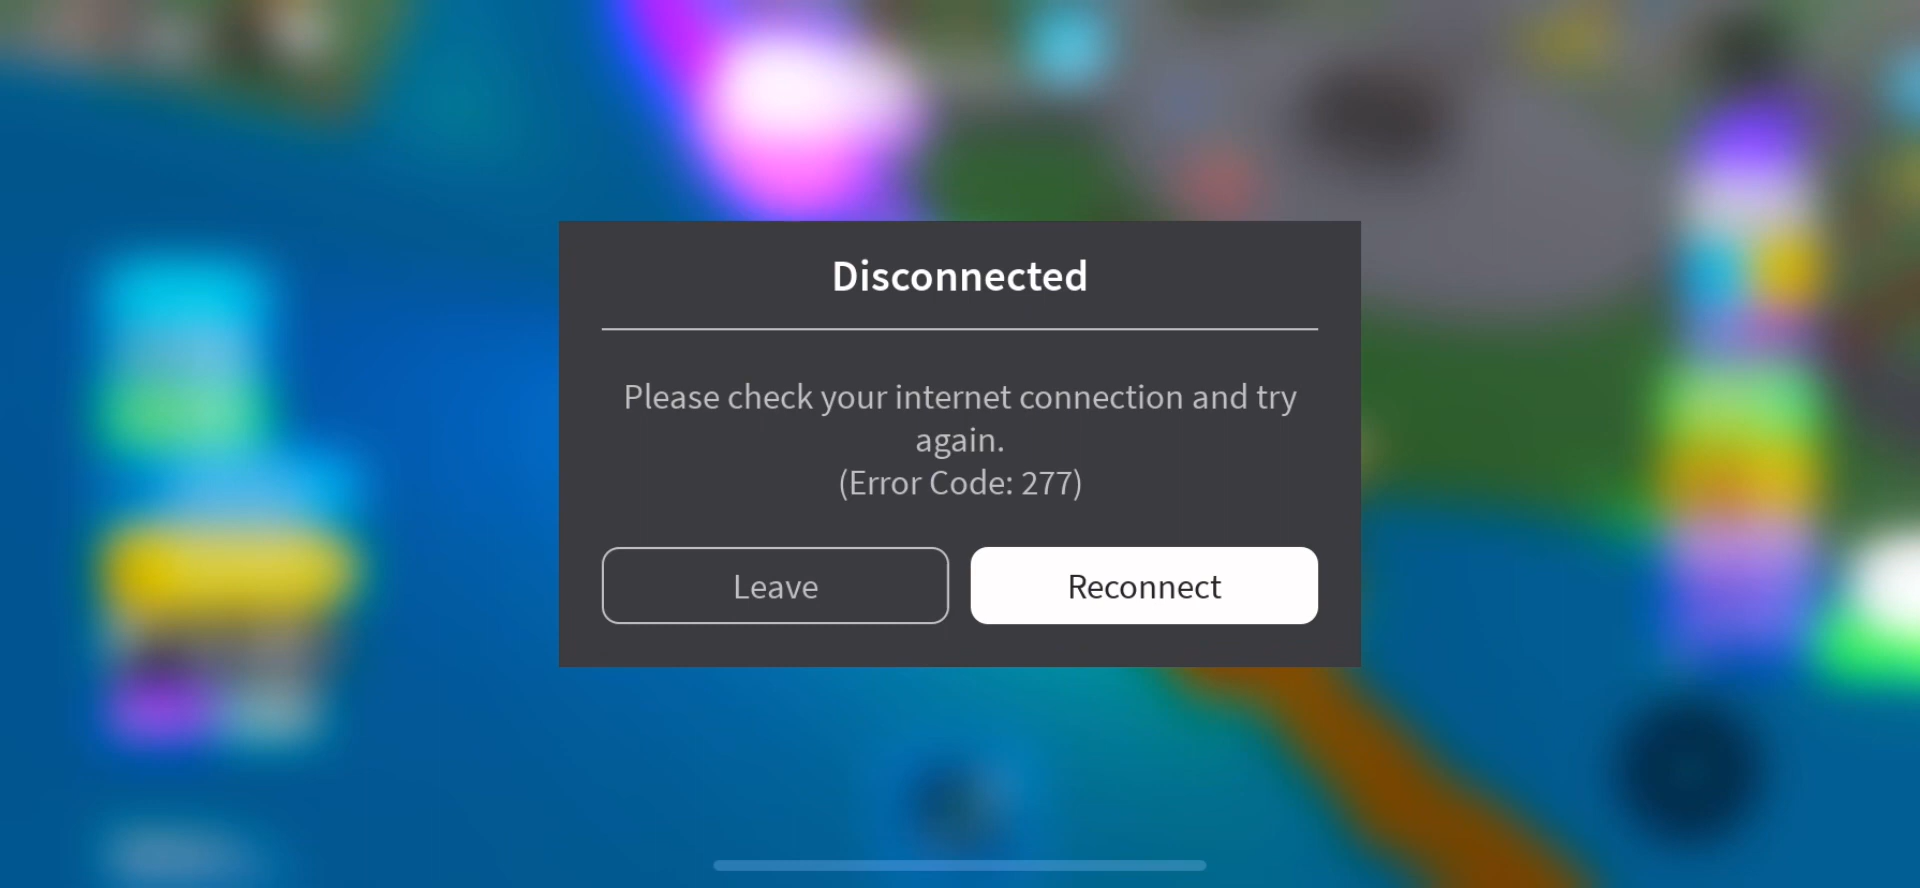 Disconnected
Please check your internet connection and try
again.
(Error Code: 277)
Leave
Reconnect